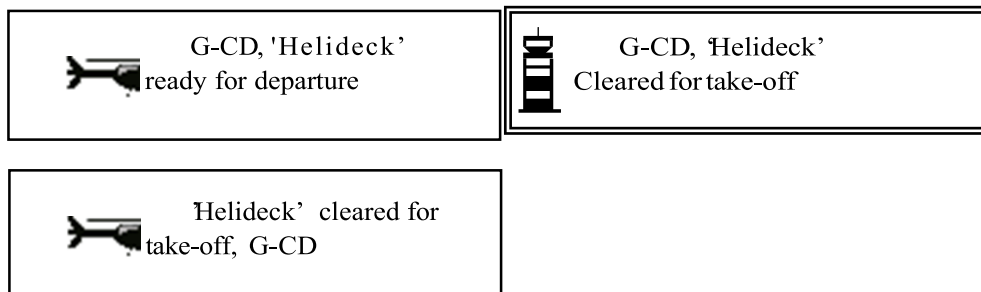 G-CD, 'Helideck’
ready for departure
G-CD, ‘Helideck’
Cleared for take-off
‘Helideck’ cleared for
take-off, G-CD